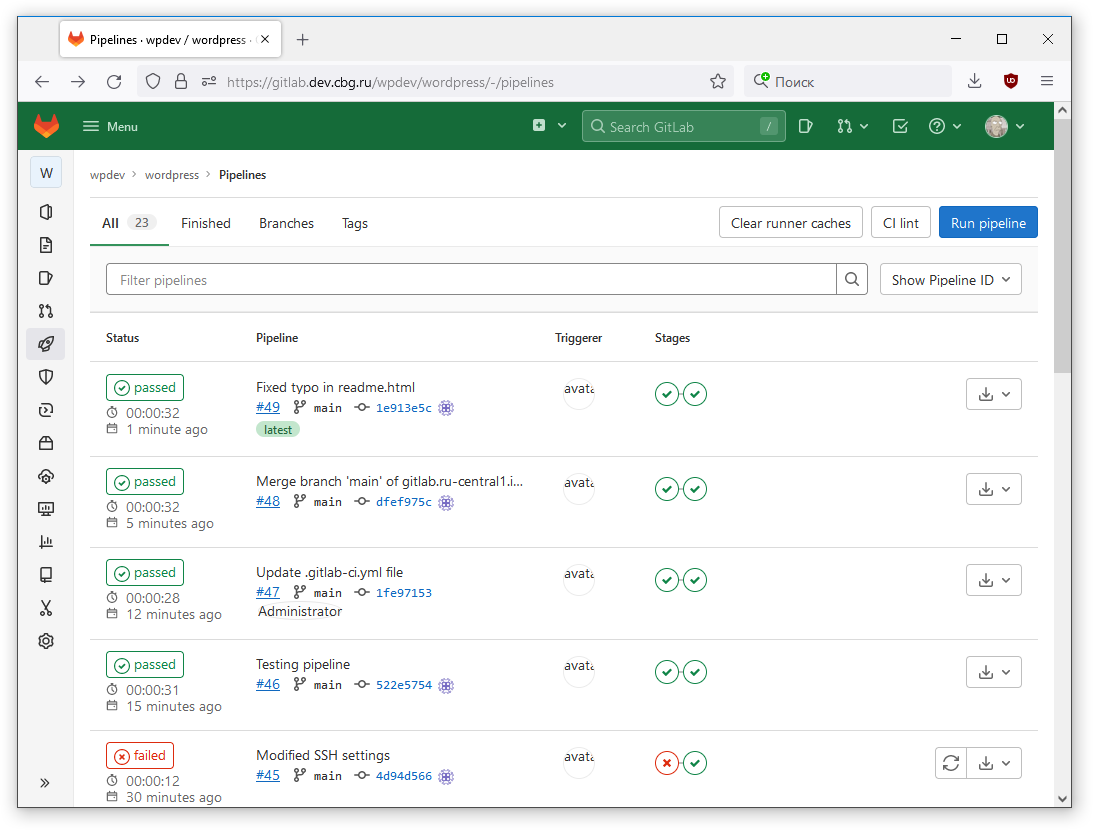 Pipelines · wpdev / wordpress ·
https://gitlab.dev.cbg.ru/wpdev/wordpress/-/pipelines
Поиск
Menu
Search GitLab
/
W
wpdev > wordpress > Pipelines
All 23 Finished Branches Tags
Clear runner caches CI lint Run pipeline
Filter pipelines
Show Pipeline ID
Status Pipeline Triggerer Stages
passed
00:00:32
1 minute ago
Fixed typo in readme.html
#49 main 1e913e5c
latest
avata
passed
00:00:32
5 minutes ago
Merge branch 'main' of gitlab.ru-central1.i...
#48 main dfef975c
avata
passed
00:00:28
12 minutes ago
Update .gitlab-ci.yml file
#47 main 1fe97153
Administrator
avata
passed
00:00:31
15 minutes ago
Testing pipeline
#46 main 522e5754
avata
failed
00:00:12
30 minutes ago
Modified SSH settings
#45 main 4d94d566
avata